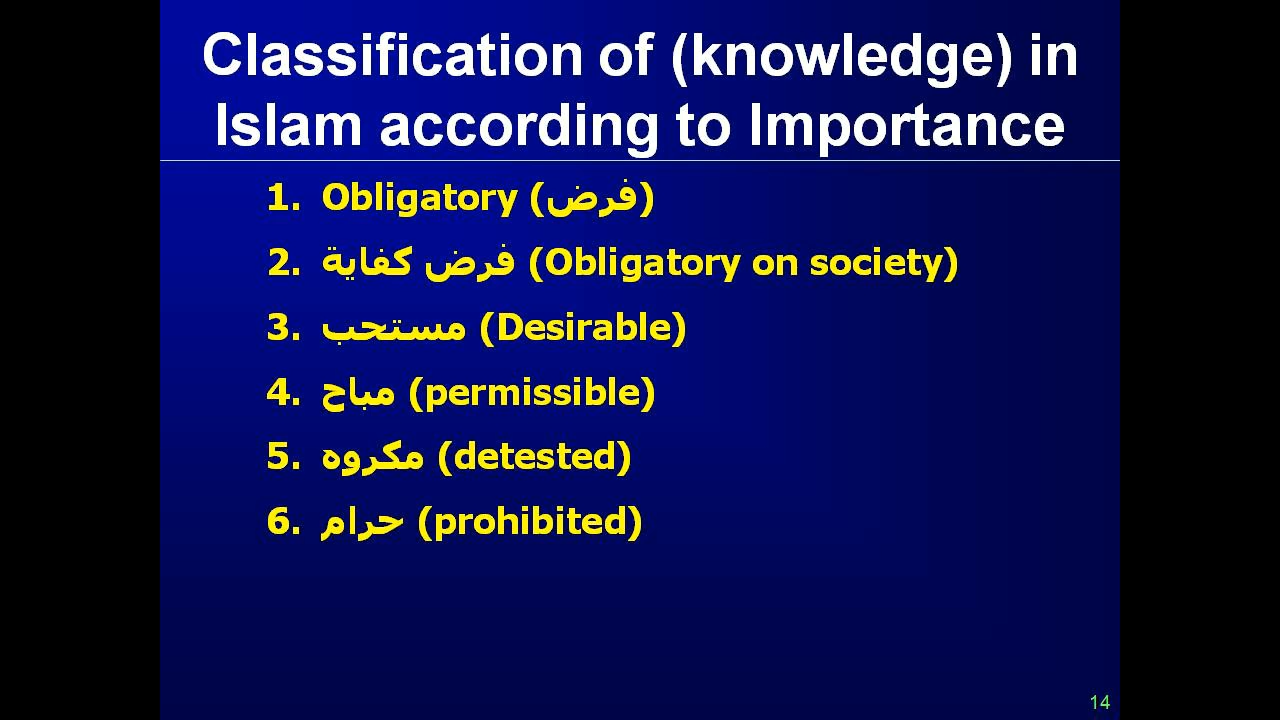 Classification of (knowledge) in
Islam according to Importance
1. Obligatory (فرض)
2. فرض كفاية (Obligatory on society)
3. مستحب (Desirable)
4. مباح (permissible)
5. مكروه (detested)
6. حرام (prohibited)
14